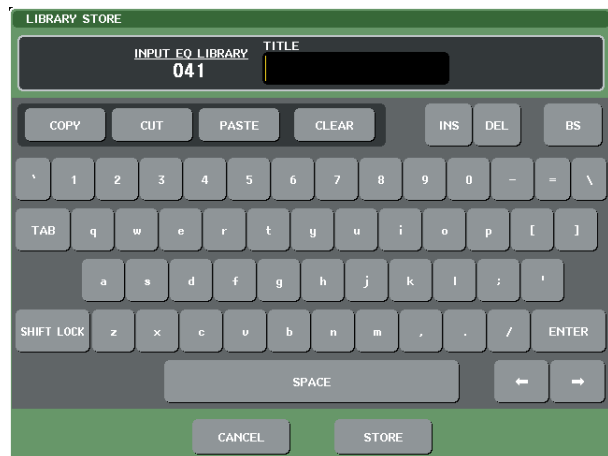 LIBRARY STORE
INPUT EQ LIBRARY
041
TITLE
COPY CUT PASTE CLEAR INS DEL BS
` 1 2 3 4 5 6 7 8 9 0 - = \
TAB q w e r t y u i o p [ ]
a s d f g h j k l ; '
SHIFT LOCK z x c v b n m , . / ENTER
SPACE ← →
CANCEL STORE